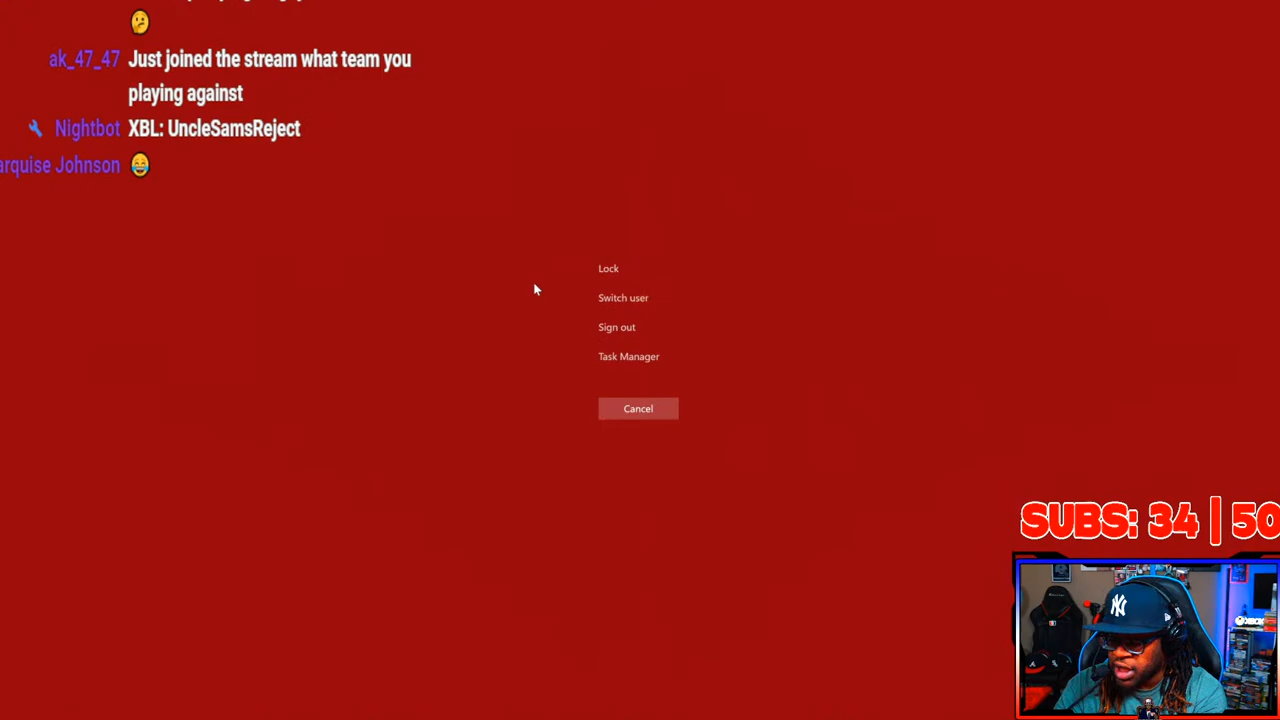 🤔
ak_47_47 Just joined the stream what team you
playing against
Nightbot XBL: UncleSamsReject
arquise Johnson 😂
Lock
Switch user
Sign out
Task Manager
Cancel
SUBS: 34 | 50
NY